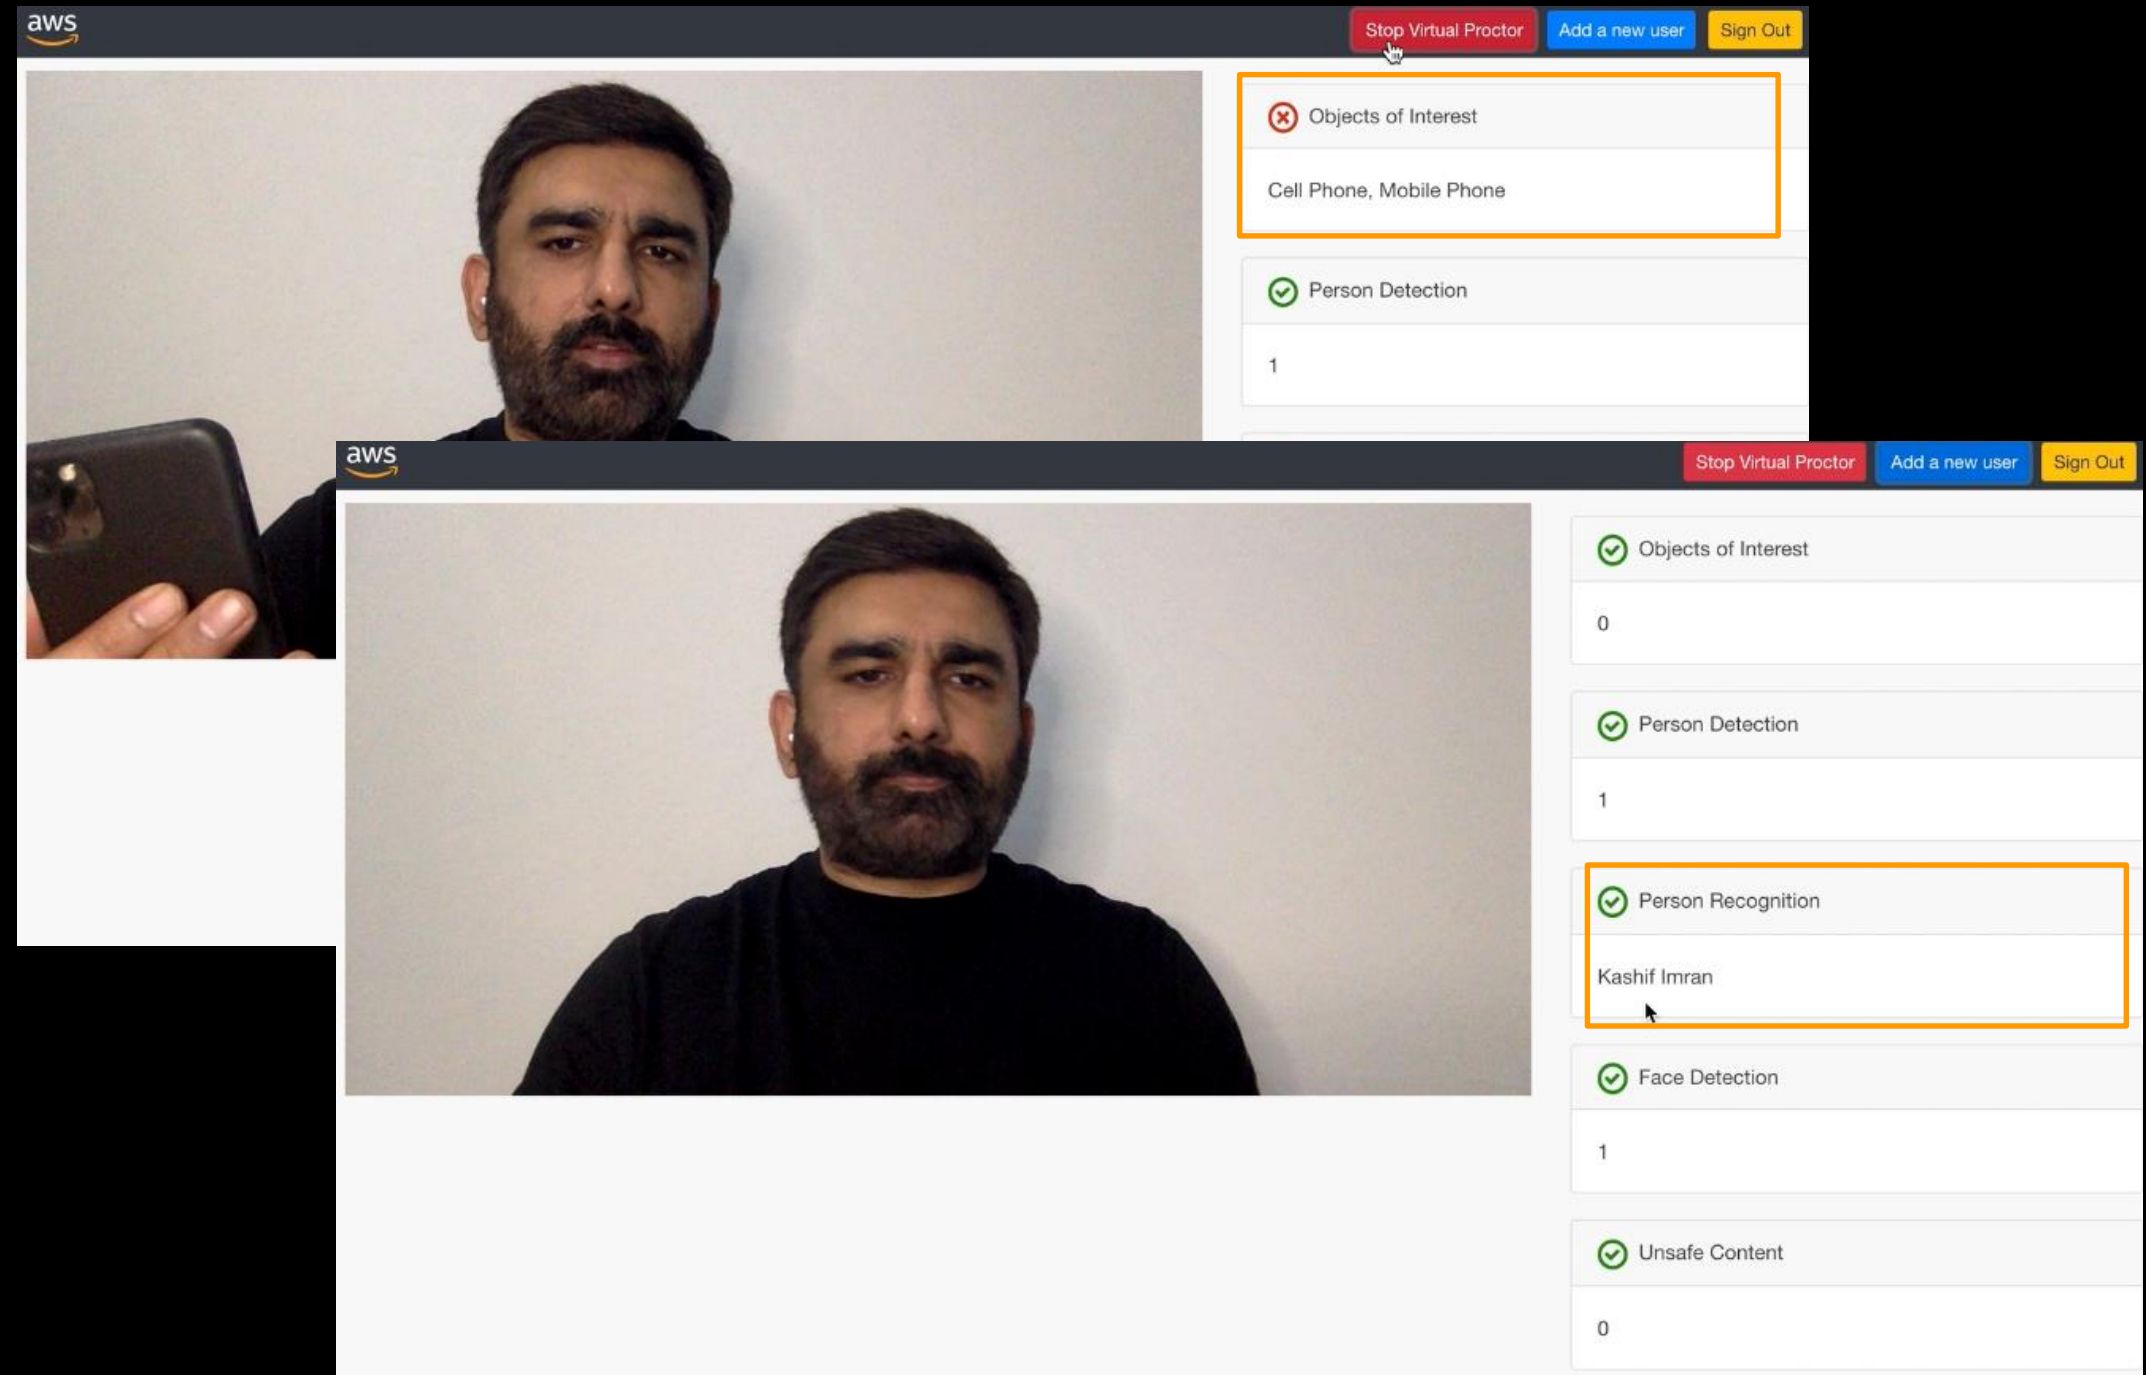 aws
Stop Virtual Proctor
Add a new user
Sign Out
Objects of Interest
Cell Phone, Mobile Phone
Person Detection
1
aws
Stop Virtual Proctor
Add a new user
Sign Out
Objects of Interest
0
Person Detection
1
Person Recognition
Kashif Imran
Face Detection
1
Unsafe Content
0